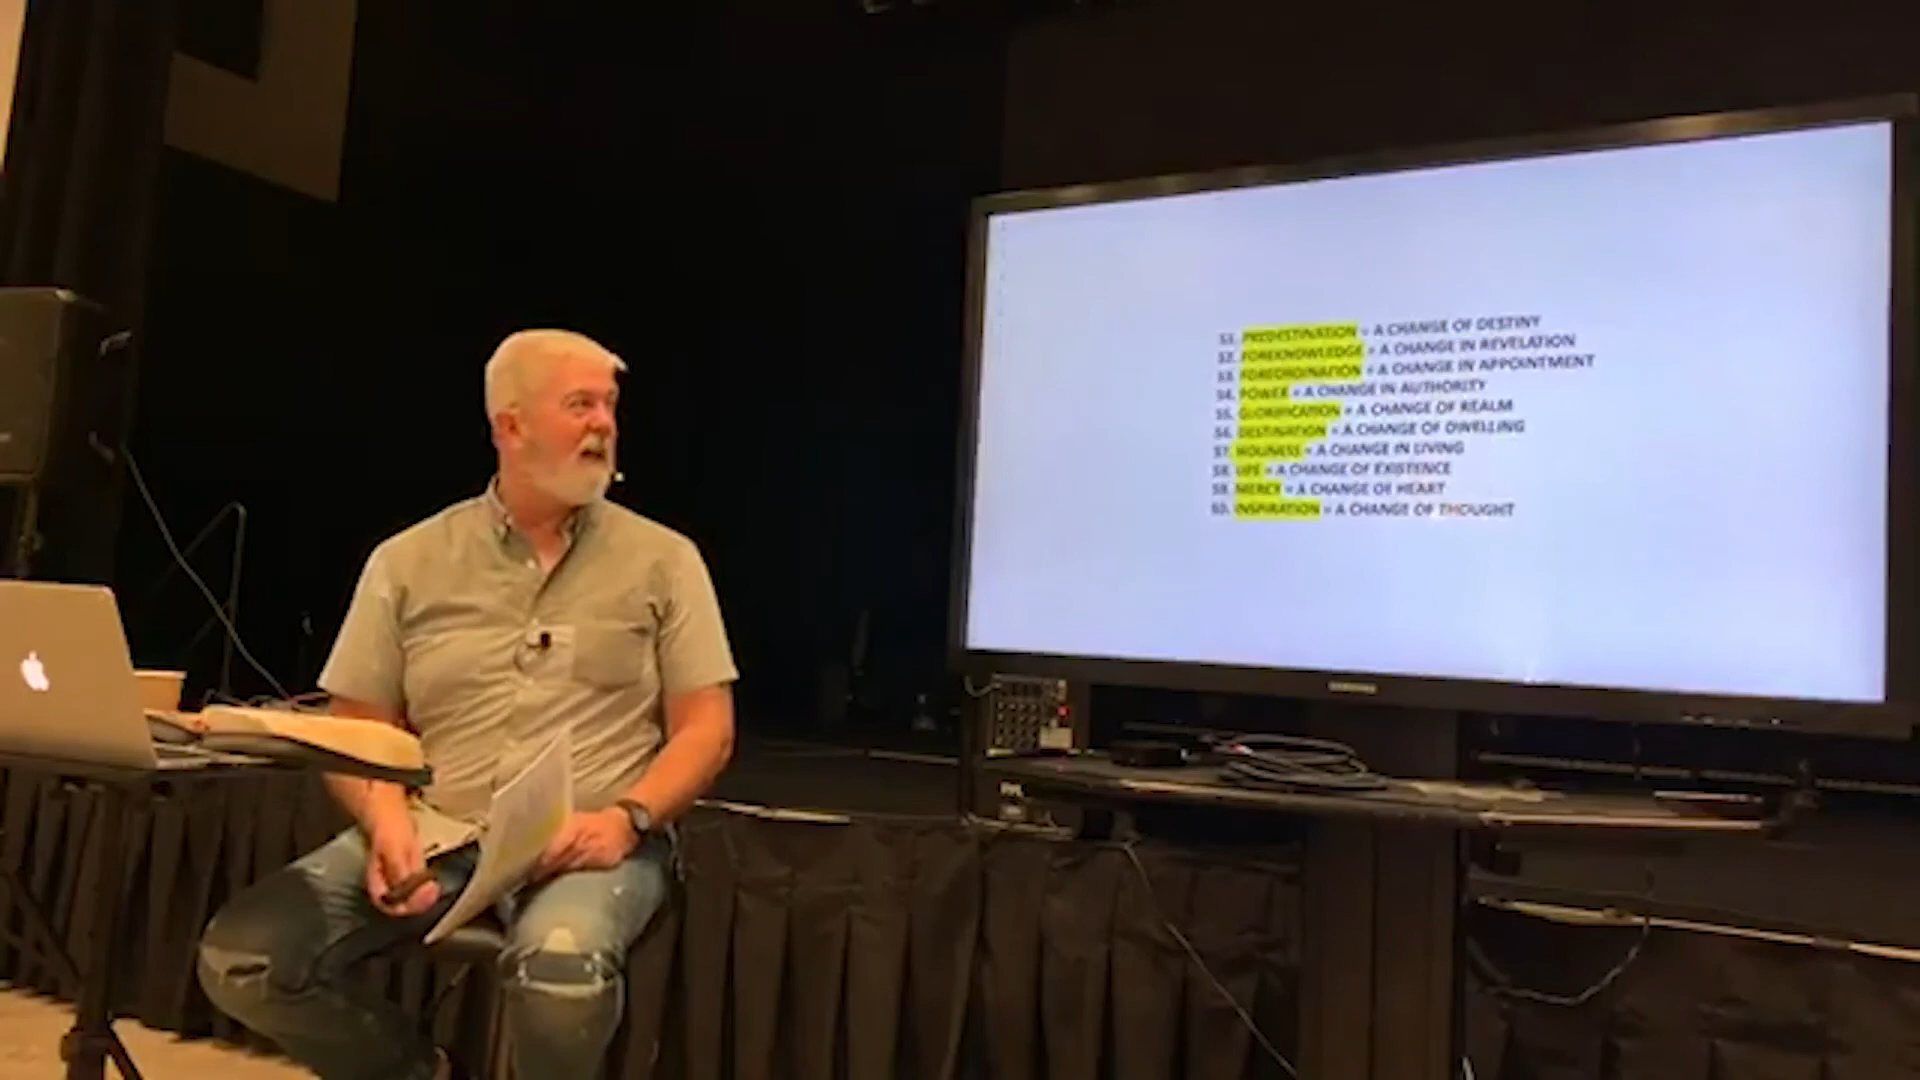 51. PREDESTINATION = A CHANGE OF DESTINY
52. FOREKNOWLEDGE = A CHANGE IN REVELATION
53. FOREORDINATION = A CHANGE IN APPOINTMENT
54. POWER = A CHANGE IN AUTHORITY
55. GLORIFICATION = A CHANGE OF REALM
56. DESTINATION = A CHANGE OF DWELLING
57. HOLINESS = A CHANGE IN LIVING
58. LIFE = A CHANGE OF EXISTENCE
59. MERCY = A CHANGE OF HEART
60. INSPIRATION = A CHANGE OF THOUGHT
SAMSUNG